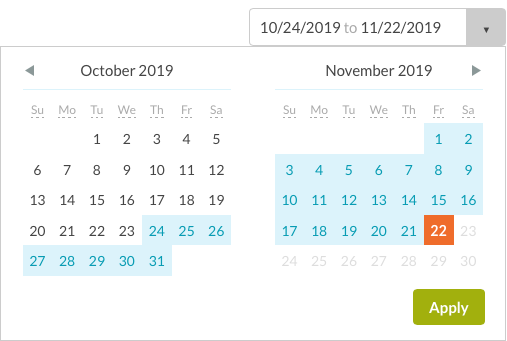 10/24/2019 to 11/22/2019
October 2019
Su Mo Tu We Th Fr Sa
1 2 3 4 5
6 7 8 9 10 11 12
13 14 15 16 17 18 19
20 21 22 23 24 25 26
27 28 29 30 31
November 2019
Su Mo Tu We Th Fr Sa
1 2
3 4 5 6 7 8 9
10 11 12 13 14 15 16
17 18 19 20 21 22 23
24 25 26 27 28 29 30
Apply